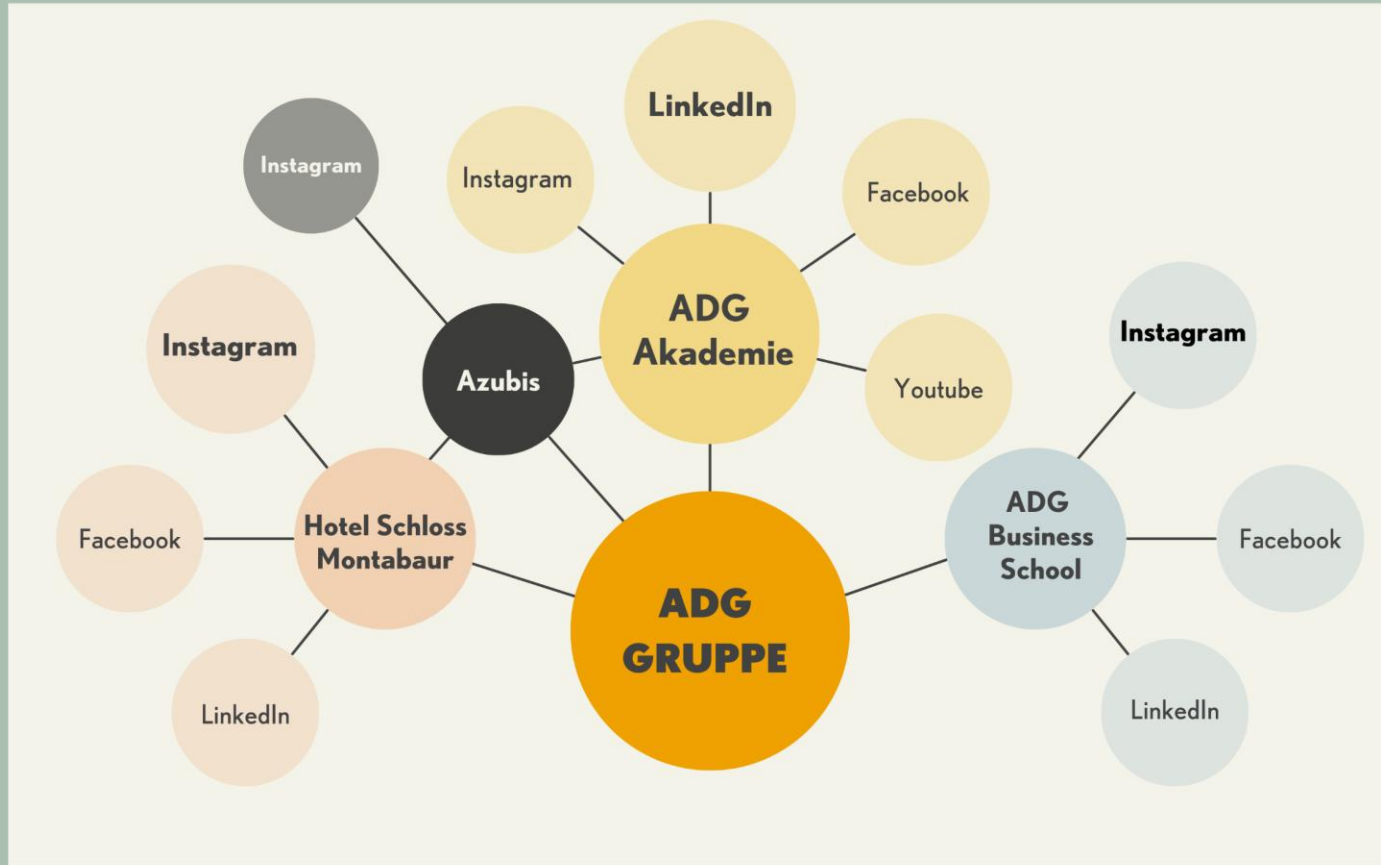 LinkedIn
Instagram
Instagram
Facebook
ADG
Akademie
Instagram
Instagram
Azubis
Youtube
Hotel Schloss
Montabaur
ADG
Business
School
Facebook
Facebook
ADG
GRUPPE
LinkedIn
LinkedIn